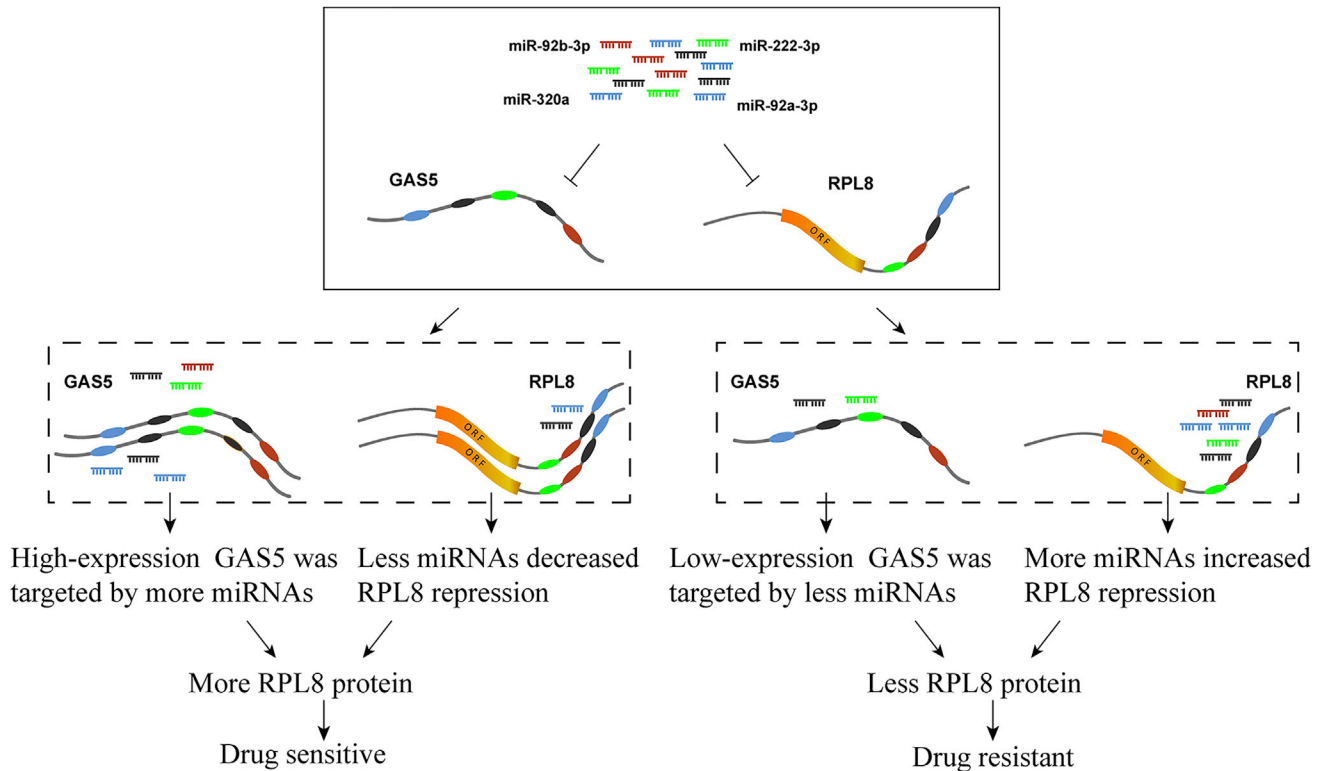 miR-92b-3p
miR-222-3p
miR-320a
miR-92a-3p
GAS5
RPL8
ORF
GAS5
RPL8
ORF
ORF
GAS5
RPL8
ORF
High-expression GAS5 was
targeted by more miRNAs
Less miRNAs decreased
RPL8 repression
Low-expression GAS5 was
targeted by less miRNAs
More miRNAs increased
RPL8 repression
More RPL8 protein
Less RPL8 protein
Drug sensitive
Drug resistant